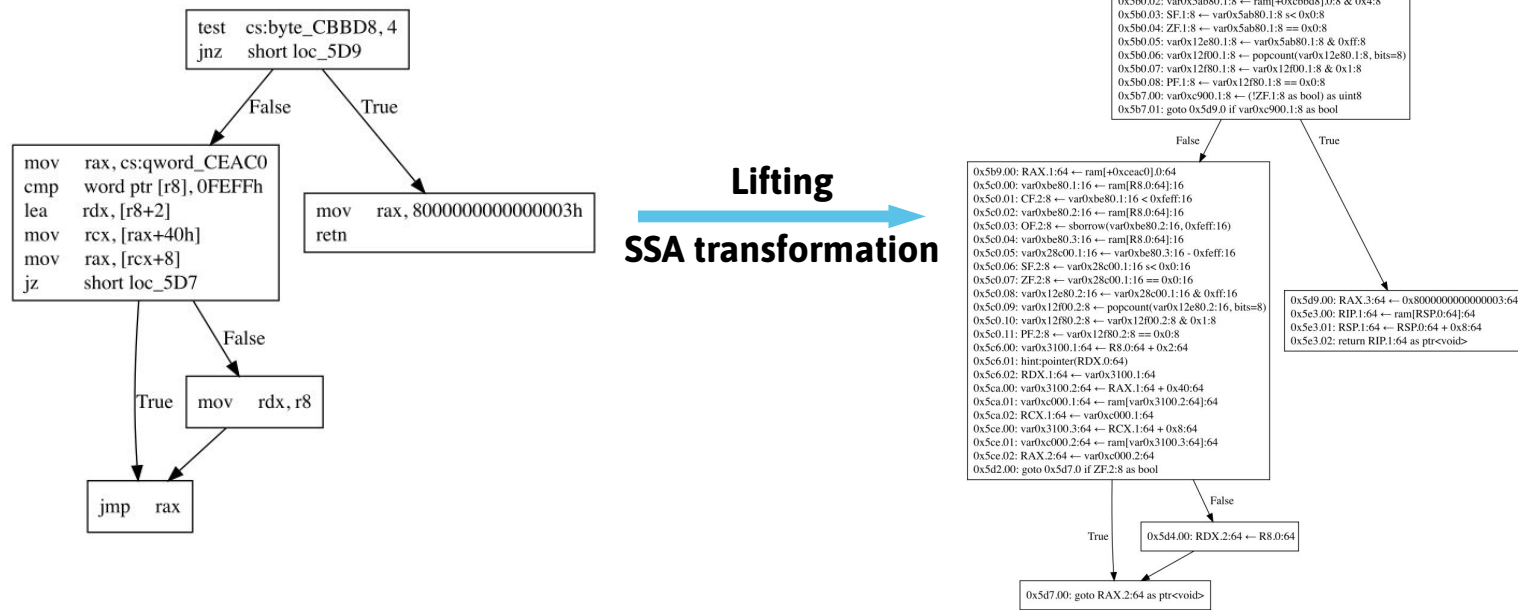 test cs:byte_CBBD8, 4
jnz short loc_5D9
False
True
mov rax, cs:qword_CEAC0
cmp word ptr [r8], 0FEFFh
lea rdx, [r8+2]
mov rcx, [rax+40h]
mov rax, [rcx+8]
jz short loc_5D7
mov rax, 8000000000000003h
retn
False
True
mov rdx, r8
jmp rax
Lifting
SSA transformation
0x5b0.02: var0x5ab80.1:8 ← ram[+0xcbbd8].0:8 & 0x4:8
0x5b0.03: SF.1:8 ← var0x5ab80.1:8 s< 0x0:8
0x5b0.04: ZF.1:8 ← var0x5ab80.1:8 == 0x0:8
0x5b0.05: var0x12e80.1:8 ← var0x5ab80.1:8 & 0xff:8
0x5b0.06: var0x12f00.1:8 ← popcount(var0x12e80.1:8, bits=8)
0x5b0.07: var0x12f80.1:8 ← var0x12f00.1:8 & 0x1:8
0x5b0.08: PF.1:8 ← var0x12f80.1:8 == 0x0:8
0x5b7.00: var0xc900.1:8 ← (!ZF.1:8 as bool) as uint8
0x5b7.01: goto 0x5d9.0 if var0xc900.1:8 as bool
False
True
0x5b9.00: RAX.1:64 ← ram[+0xceac0].0:64
0x5c0.00: var0xbe80.1:16 ← ram[R8.0:64]:16
0x5c0.01: CF.2:8 ← var0xbe80.1:16 < 0xfeff:16
0x5c0.02: var0xbe80.2:16 ← ram[R8.0:64]:16
0x5c0.03: OF.2:8 ← sborrow(var0xbe80.2:16, 0xfeff:16)
0x5c0.04: var0xbe80.3:16 ← ram[R8.0:64]:16
0x5c0.05: var0x28c00.1:16 ← var0xbe80.3:16 - 0xfeff:16
0x5c0.06: SF.2:8 ← var0x28c00.1:16 s< 0x0:16
0x5c0.07: ZF.2:8 ← var0x28c00.1:16 == 0x0:16
0x5c0.08: var0x12e80.2:16 ← var0x28c00.1:16 & 0xff:16
0x5c0.09: var0x12f00.2:8 ← popcount(var0x12e80.2:16, bits=8)
0x5c0.10: var0x12f80.2:8 ← var0x12f00.2:8 & 0x1:8
0x5c0.11: PF.2:8 ← var0x12f80.2:8 == 0x0:8
0x5c6.00: var0x3100.1:64 ← R8.0:64 + 0x2:64
0x5c6.01: hint:pointer(RDX.0:64)
0x5c6.02: RDX.1:64 ← var0x3100.1:64
0x5ca.00: var0x3100.2:64 ← RAX.1:64 + 0x40:64
0x5ca.01: var0xc000.1:64 ← ram[var0x3100.2:64]:64
0x5ca.02: RCX.1:64 ← var0xc000.1:64
0x5ce.00: var0x3100.3:64 ← RCX.1:64 + 0x8:64
0x5ce.01: var0xc000.2:64 ← ram[var0x3100.3:64]:64
0x5ce.02: RAX.2:64 ← var0xc000.2:64
0x5d2.00: goto 0x5d7.0 if ZF.2:8 as bool
0x5d9.00: RAX.3:64 ← 0x8000000000000003:64
0x5e3.00: RIP.1:64 ← ram[RSP.0:64]:64
0x5e3.01: RSP.1:64 ← RSP.0:64 + 0x8:64
0x5e3.02: return RIP.1:64 as ptr<void>
False
True
0x5d4.00: RDX.2:64 ← R8.0:64
0x5d7.00: goto RAX.2:64 as ptr<void>